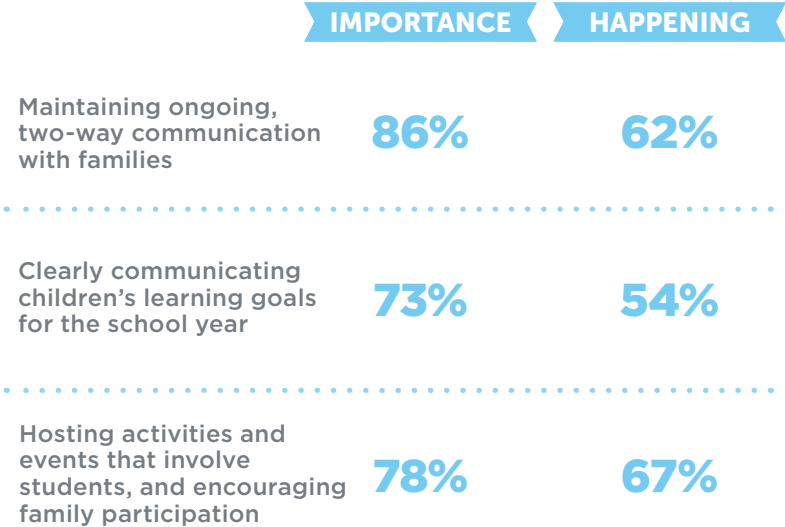 IMPORTANCE HAPPENING
Maintaining ongoing,
two-way communication
with families
86% 62%
Clearly communicating
children’s learning goals
for the school year
73% 54%
Hosting activities and
events that involve
students, and encouraging
family participation
78% 67%